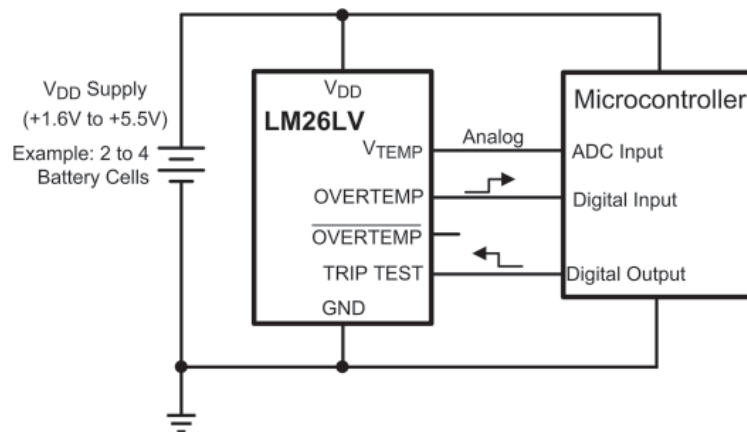 V_DD Supply
(+1.6V to +5.5V)
Example: 2 to 4
Battery Cells
V_DD
LM26LV
V_TEMP
OVERTEMP
OVERTEMP
TRIP TEST
GND
Analog
Microcontroller
ADC Input
Digital Input
Digital Output